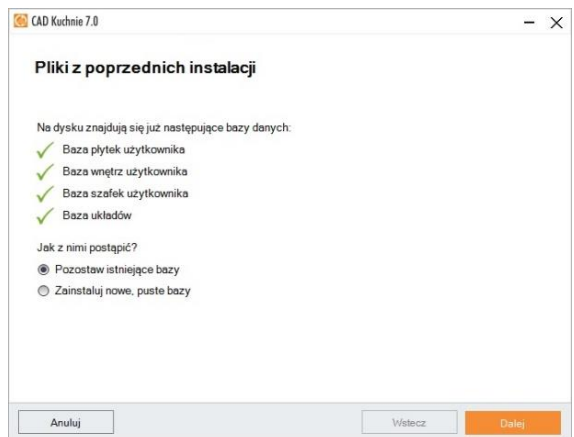 CAD Kuchnie 7.0
Pliki z poprzednich instalacji
Na dysku znajdują się już następujące bazy danych:
Baza płytek użytkownika
Baza wnętrz użytkownika
Baza szafek użytkownika
Baza układów
Jak z nimi postąpić?
Pozostaw istniejące bazy
Zainstaluj nowe, puste bazy
Anuluj
Wstecz
Dalej